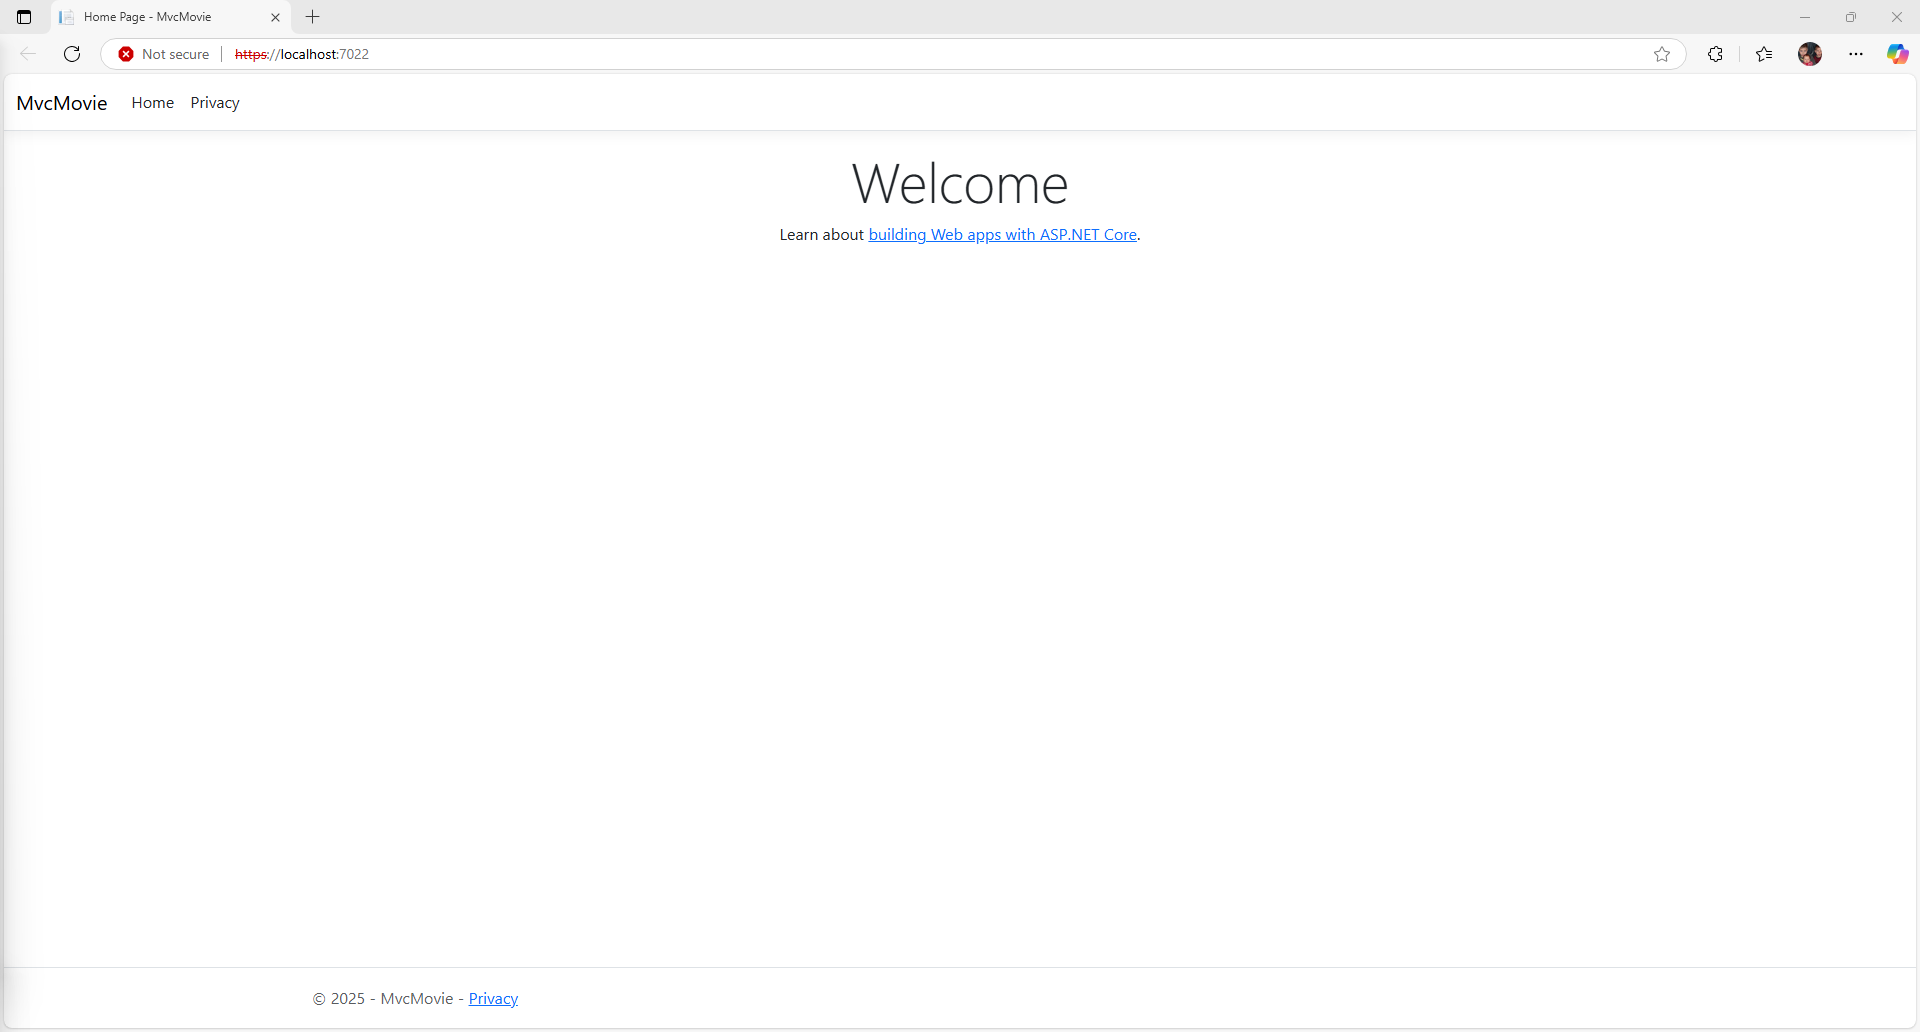 Home Page - MvcMovie
Not secure https://localhost:7022
MvcMovie Home Privacy
Welcome
Learn about building Web apps with ASP.NET Core.
© 2025 - MvcMovie - Privacy